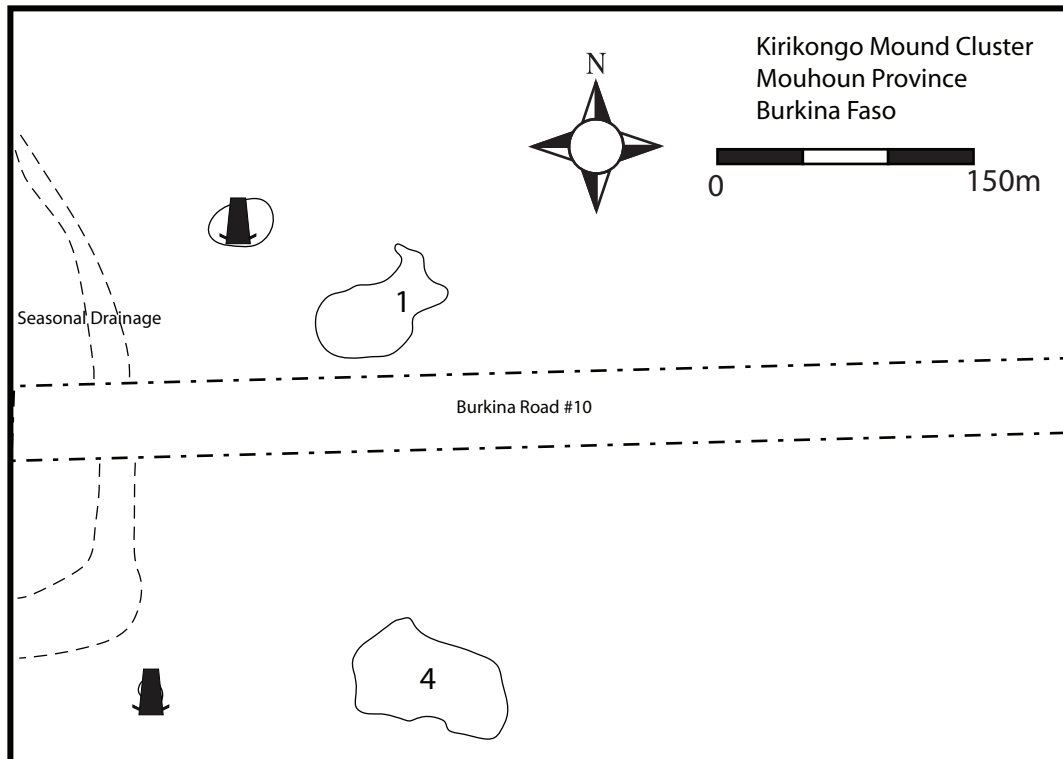 Kirikongo Mound Cluster
Mouhoun Province
Burkina Faso
N
0 150m
1
Seasonal Drainage
Burkina Road #10
4